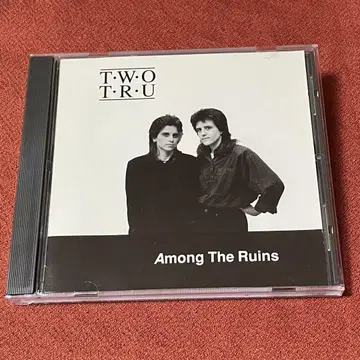 T·W·O
T·R·U
Among The Ruins